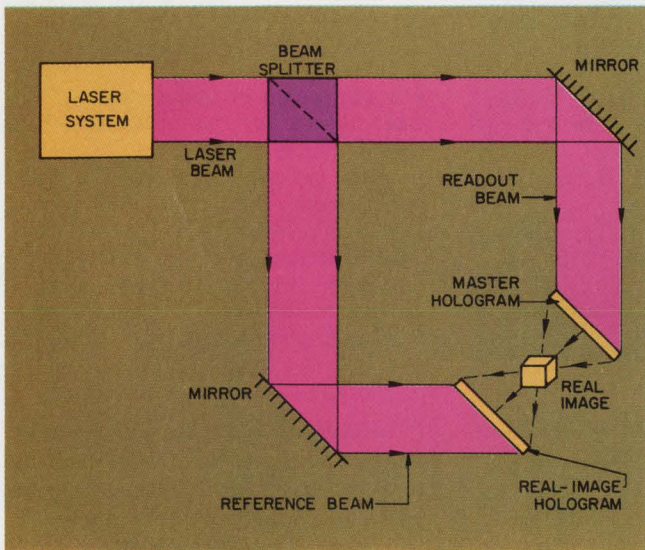 BEAM
SPLITTER
MIRROR
LASER
SYSTEM
LASER
BEAM
READOUT
BEAM
MASTER
HOLOGRAM
MIRROR
REAL
IMAGE
REFERENCE BEAM
REAL-IMAGE
HOLOGRAM